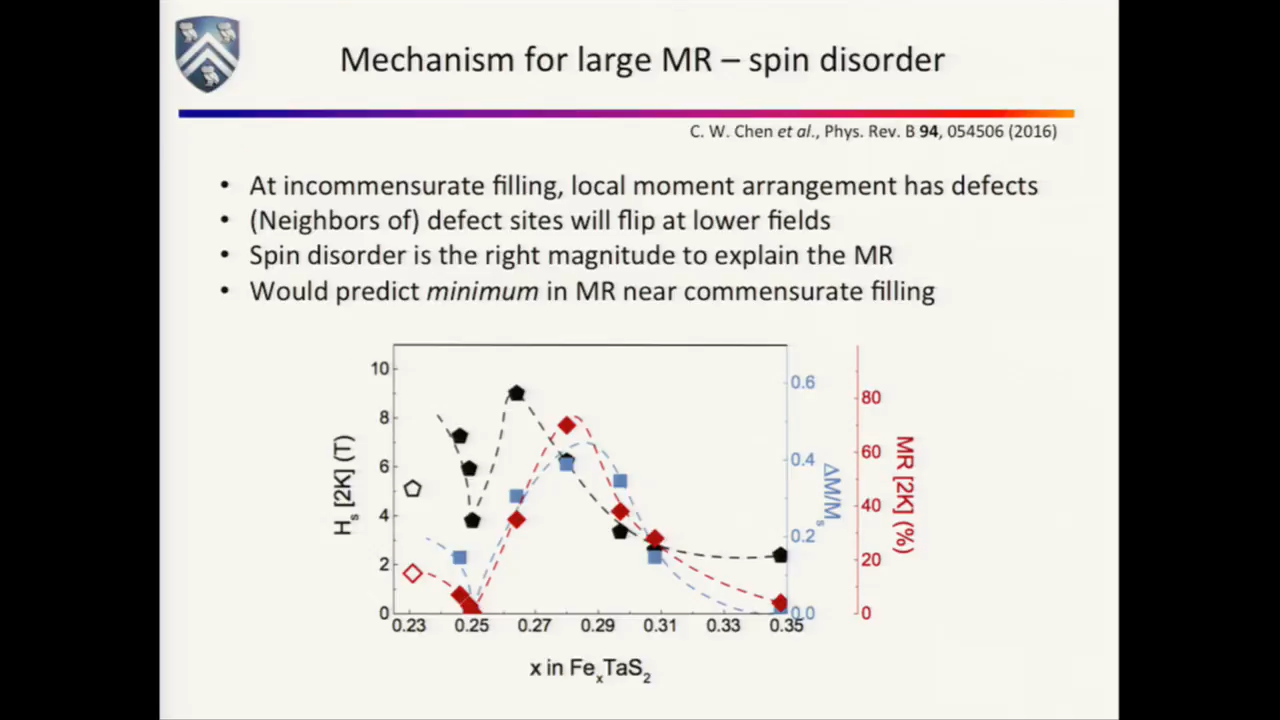 Mechanism for large MR – spin disorder
C. W. Chen et al., Phys. Rev. B 94, 054506 (2016)
• At incommensurate filling, local moment arrangement has defects
• (Neighbors of) defect sites will flip at lower fields
• Spin disorder is the right magnitude to explain the MR
• Would predict minimum in MR near commensurate filling
10
8
6
4
2
0
Hs [2K] (T)
0.6
0.4
0.2
0.0
ΔM/Ms
80
60
40
20
0
MR [2K] (%)
0.23 0.25 0.27 0.29 0.31 0.33 0.35
x in FexTaS2